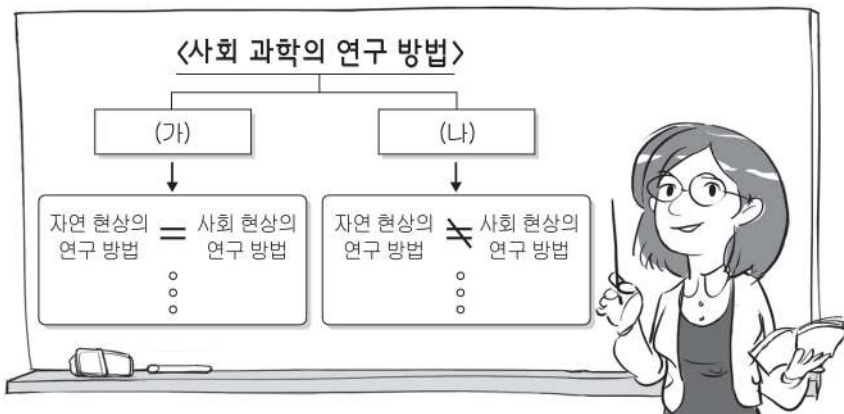 <사회 과학의 연구 방법>
(가)
(나)
자연 현상의 연구 방법 = 사회 현상의 연구 방법
자연 현상의 연구 방법 ≠ 사회 현상의 연구 방법